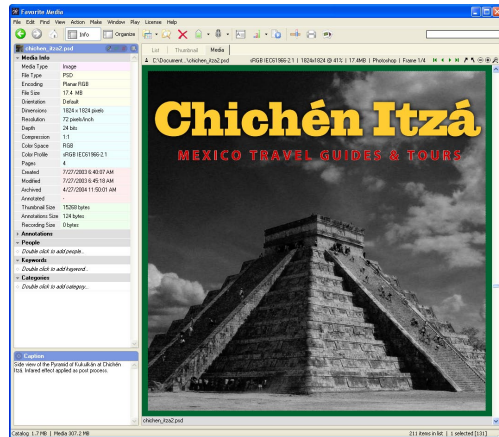 Favorite Media
File Edit Find View Action Make Window Play License Help
Info
Organize
chichen_itza2.psd
Media Info
Media Type Image
File Type PSD
Encoding Planar RGB
File Size 17.4 MB
Orientation Default
Dimensions 1824 x 1824 pixels
Resolution 72 pixels/inch
Depth 24 bits
Compression 1:1
Color Space RGB
Color Profile sRGB IEC61966-2.1
Pages 4
Created 7/27/2003 6:40:07 AM
Modified 7/27/2003 6:45:18 AM
Archived 4/27/2004 11:50:01 AM
Annotated -
Thumbnail Size 15268 bytes
Annotations Size 124 bytes
Recording Size 0 bytes
Annotations
People
Double click to add people...
Keywords
Double click to add keyword...
Categories
Double click to add category...
Caption
Side view of the Pyramid of Kukulkán at Chichén
Itzá. Infared effect applied as post process.
List Thumbnail Media
C:\Document...\chichen_itza2.psd sRGB IEC61966-2.1 | 1824x1824 @ 41% | 17.4MB | Photoshop | Frame 1/4
Chichén Itzá
MEXICO TRAVEL GUIDES & TOURS
chichen_itza2.psd
Catalog 1.7 MB | Media 307.2 MB
211 items in list | 1 selected [131]